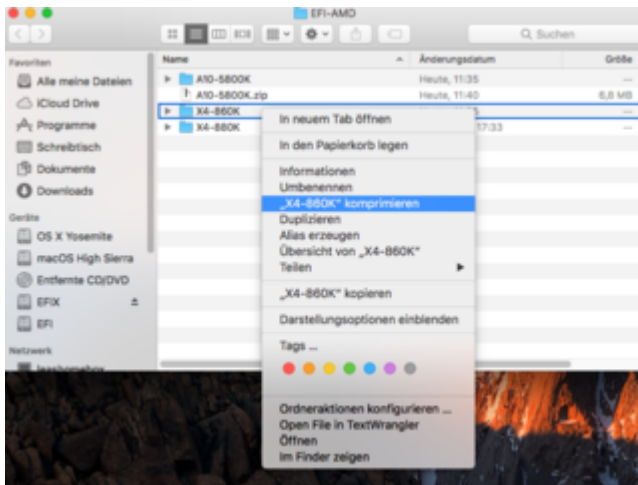 EFI-AMD
Suchen
Favoriten
Alle meine Dateien
iCloud Drive
Programme
Schreibtisch
Dokumente
Downloads
Geräte
OS X Yosemite
macOS High Sierra
Entfernte CD/DVD
EFIX
EFI
Netzwerk
Name Änderungsdatum Größe
A10-5800K Heute, 11:35 --
A10-5800K.zip Heute, 11:40 6,8 MB
X4-860K --
X4-880K 17:33 --
In neuem Tab öffnen
In den Papierkorb legen
Informationen
Umbenennen
„X4-860K“ komprimieren
Duplizieren
Alias erzeugen
Übersicht von „X4-860K“
Teilen
„X4-860K“ kopieren
Darstellungsoptionen einblenden
Tags ...
Ordneraktionen konfigurieren ...
Open File in TextWrangler
Öffnen
Im Finder zeigen